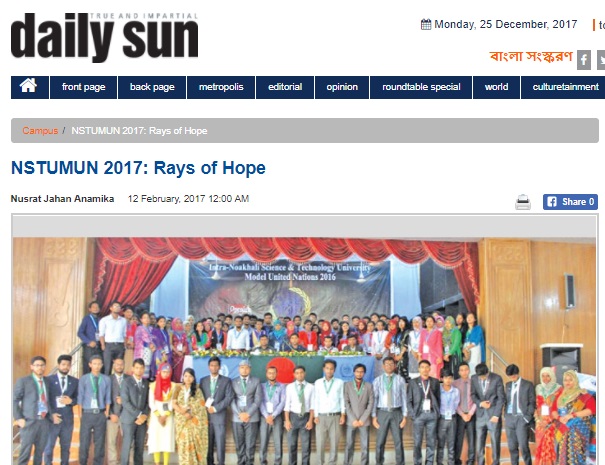 TRUE AND IMPARTIAL
daily sun
Monday, 25 December, 2017
বাংলা সংস্করণ
front page
back page
metropolis
editorial
opinion
roundtable special
world
culturetainment
Campus / NSTUMUN 2017: Rays of Hope
NSTUMUN 2017: Rays of Hope
Nusrat Jahan Anamika 12 February, 2017 12:00 AM
Share 0
Intra-Noakhali Science & Technology University
Model United Nations 2016